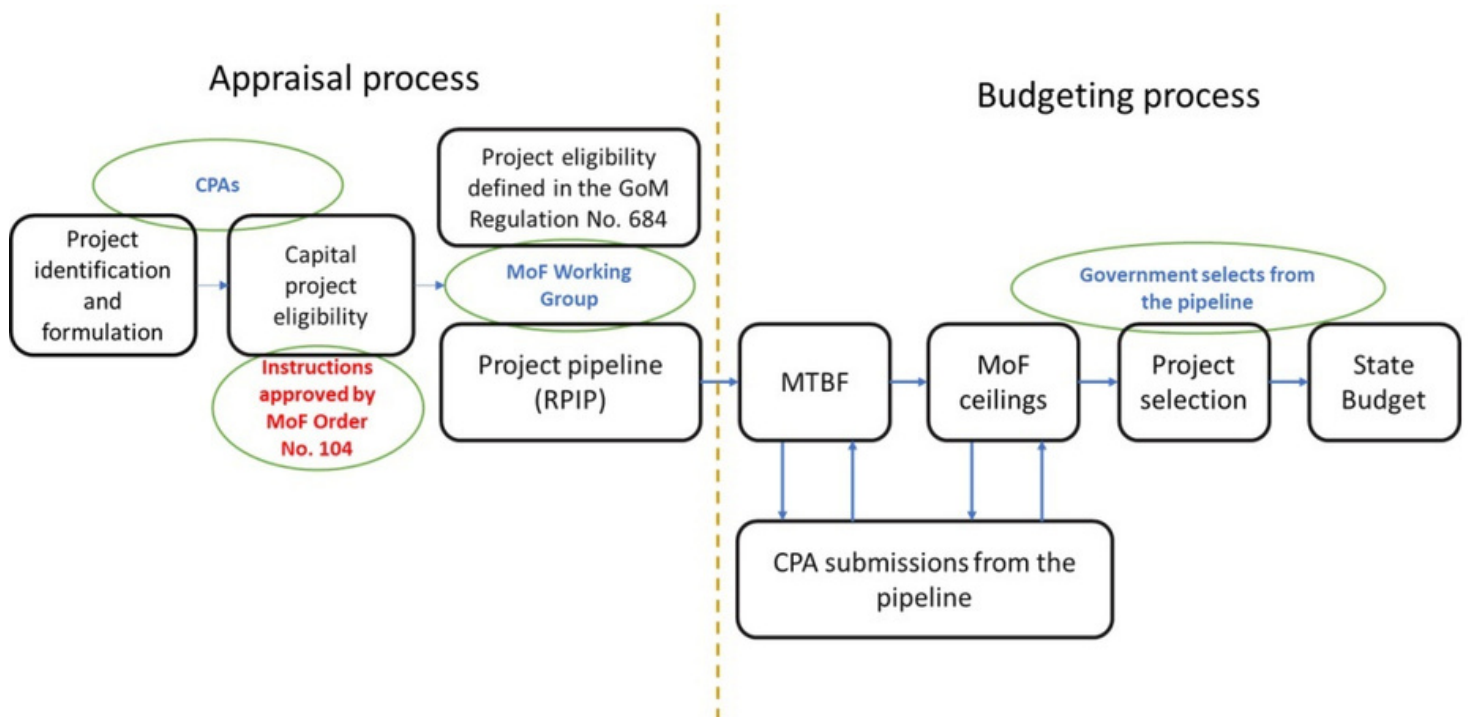 Appraisal process
Budgeting process
CPAs
Project
identification
and
formulation
Capital
project
eligibility
Instructions
approved by
MoF Order
No. 104
Project eligibility
defined in the GoM
Regulation No. 684
MoF Working
Group
Project pipeline
(RPIP)
MTBF
MoF
ceilings
Government selects from
the pipeline
Project
selection
State
Budget
CPA submissions from the
pipeline